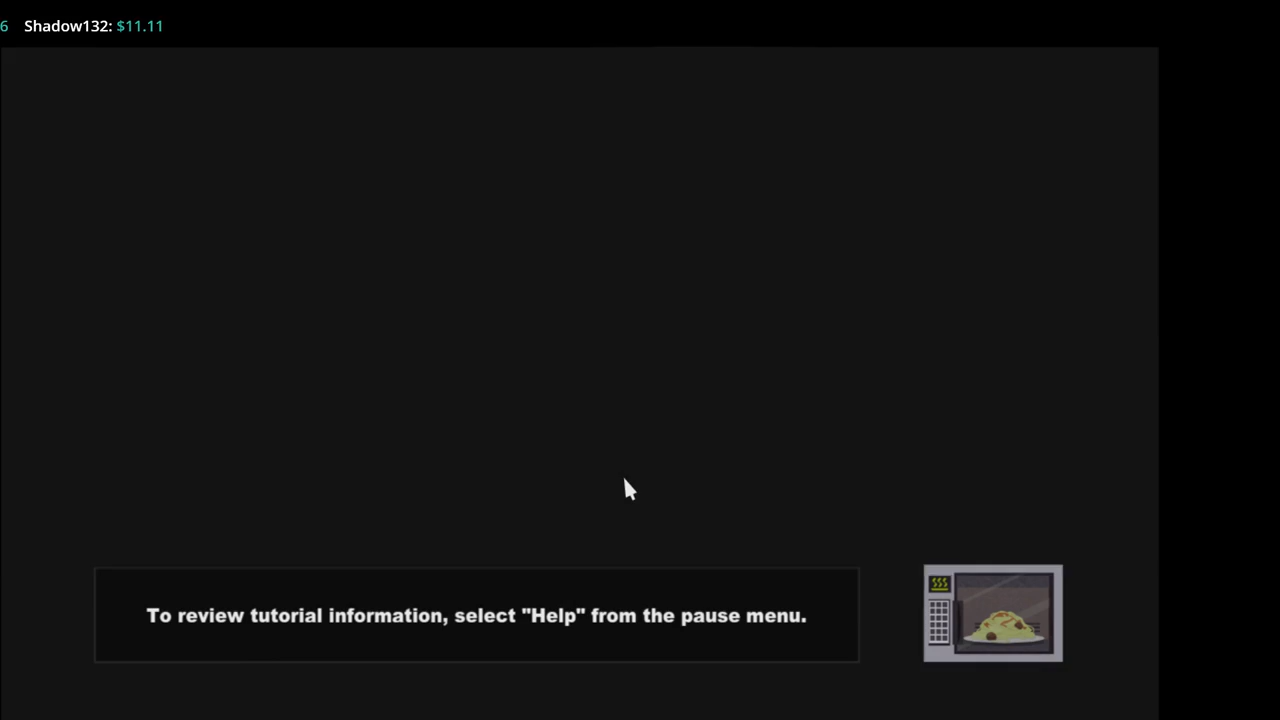 6 Shadow132: $11.11
To review tutorial information, select "Help" from the pause menu.